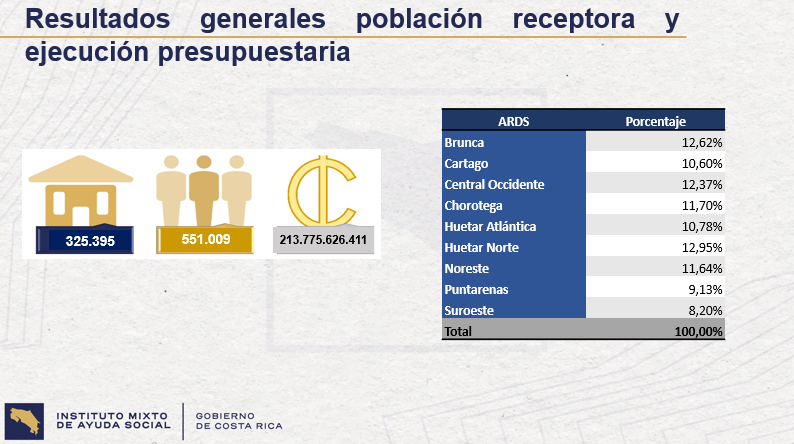 Resultados generales población receptora y
ejecución presupuestaria
325.395
551.009
213.775.626.411
ARDS Porcentaje
Brunca 12,62%
Cartago 10,60%
Central Occidente 12,37%
Chorotega 11,70%
Huetar Atlántica 10,78%
Huetar Norte 12,95%
Noreste 11,64%
Puntarenas 9,13%
Suroeste 8,20%
Total 100,00%
INSTITUTO MIXTO
DE AYUDA SOCIAL
GOBIERNO
DE COSTA RICA